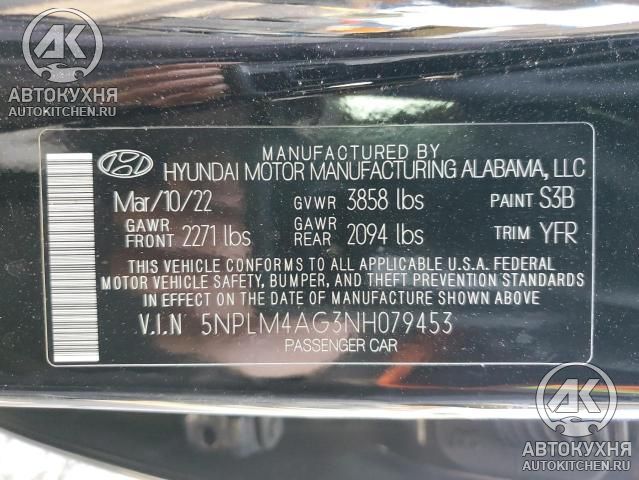 AK
АВТОКУХНЯ
AUTOKITCHEN.RU
MANUFACTURED BY
HYUNDAI MOTOR MANUFACTURING ALABAMA, LLC
Mar/10/22 GVWR 3858 lbs PAINT S3B
GAWR FRONT 2271 lbs GAWR REAR 2094 lbs TRIM YFR
THIS VEHICLE CONFORMS TO ALL APPLICABLE U.S.A. FEDERAL
MOTOR VEHICLE SAFETY, BUMPER, AND THEFT PREVENTION STANDARDS
IN EFFECT ON THE DATE OF MANUFACTURE SHOWN ABOVE.
V.I.N 5NPLM4AG3NH079453
PASSENGER CAR
AK
АВТОКУХНЯ
AUTOKITCHEN.RU